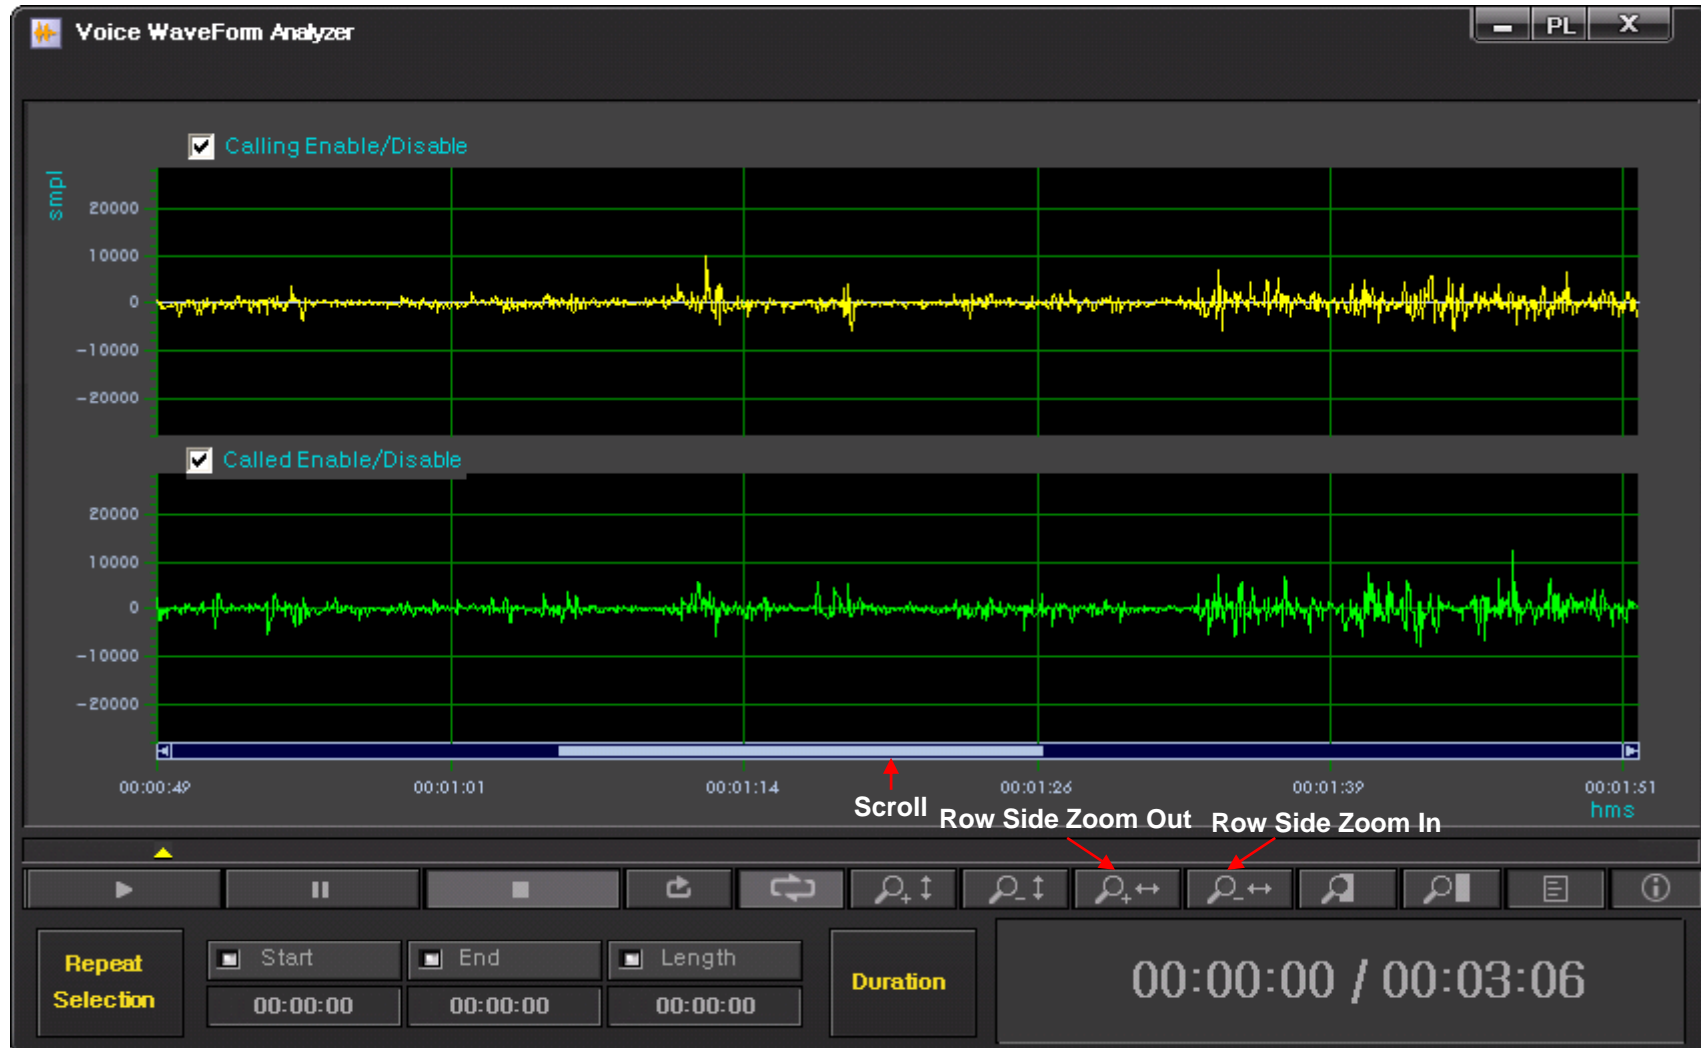 Voice WaveForm Analyzer
PL X
Calling Enable/Disable
smpl
20000
10000
0
-10000
-20000
Called Enable/Disable
20000
10000
0
-10000
-20000
00:00:49 00:01:01 00:01:14 00:01:26 00:01:39 00:01:51
hms
Scroll
Row Side Zoom Out
Row Side Zoom In
Repeat
Selection
Start End Length
00:00:00 00:00:00 00:00:00
Duration
00:00:00 / 00:03:06